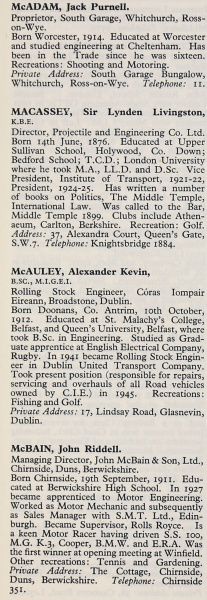 McADAM, Jack Purnell.
Proprietor, South Garage, Whitchurch, Ross-
on-Wye.
Born Worcester, 1914. Educated at Worcester
and studied engineering at Cheltenham. Has
been in the Trade since he was sixteen.
Recreations: Shooting and Motoring.
Private Address: South Garage Bungalow,
Whitchurch, Ross-on-Wye. Telephone: 11.
MACASSEY, Sir Lynden Livingston,
K.B.E.
Director, Projectile and Engineering Co. Ltd.
Born 14th June, 1876. Educated at Upper
Sullivan School, Holywood, Co. Down;
Bedford School; T.C.D.; London University
where he took M.A., LL.D. and D.Sc. Vice
President, Institute of Transport, 1921-22,
President, 1924-25. Has written a number
of books on Politics, The Middle Temple,
International Law. Was called to the Bar,
Middle Temple 1899. Clubs include Athen-
aeum, Carlton, Berkshire. Recreation: Golf.
Address: 37, Alexandra Court, Queen's Gate,
S.W.7. Telephone: Knightsbridge 1884.
McAULEY, Alexander Kevin,
B.SC., M.I.G.E.I.
Rolling Stock Engineer, Córas Iompair
Eireann, Broadstone, Dublin.
Born Doonans, Co. Antrim, 10th October,
1912. Educated at St. Malachy's College,
Belfast, and Queen's University, Belfast, where
took B.Sc. in Engineering. Studied as Grad-
uate apprentice at English Electrical Company,
Rugby. In 1941 became Rolling Stock Engin-
eer in Dublin United Transport Company.
Took present position (responsible for repairs,
servicing and overhauls of all Road vehicles
owned by C.I.E.) in 1945. Recreations:
Fishing and Golf.
Private Address: 17, Lindsay Road, Glasnevin,
Dublin.
McBAIN, John Riddell.
Managing Director, John McBain & Son, Ltd.,
Chirnside, Duns, Berwickshire.
Born Chirnside, 19th September, 1911. Edu-
cated at Berwickshire High School. In 1927
became apprenticed to Motor Engineering.
Worked as Motor Mechanic and subsequently
as Sales Manager with S.M.T. Ltd., Edin-
burgh. Became Supervisor, Rolls Royce. Is
a keen Motor Racer having driven S.S. 100,
M.G. K.3, Cooper, B.M.W. and E.R.A. Was
the first winner at opening meeting at Winfield.
Other recreations: Tennis and Gardening.
Private Address: The Cottage, Chirnside,
Duns, Berwickshire. Telephone: Chirnside
351.